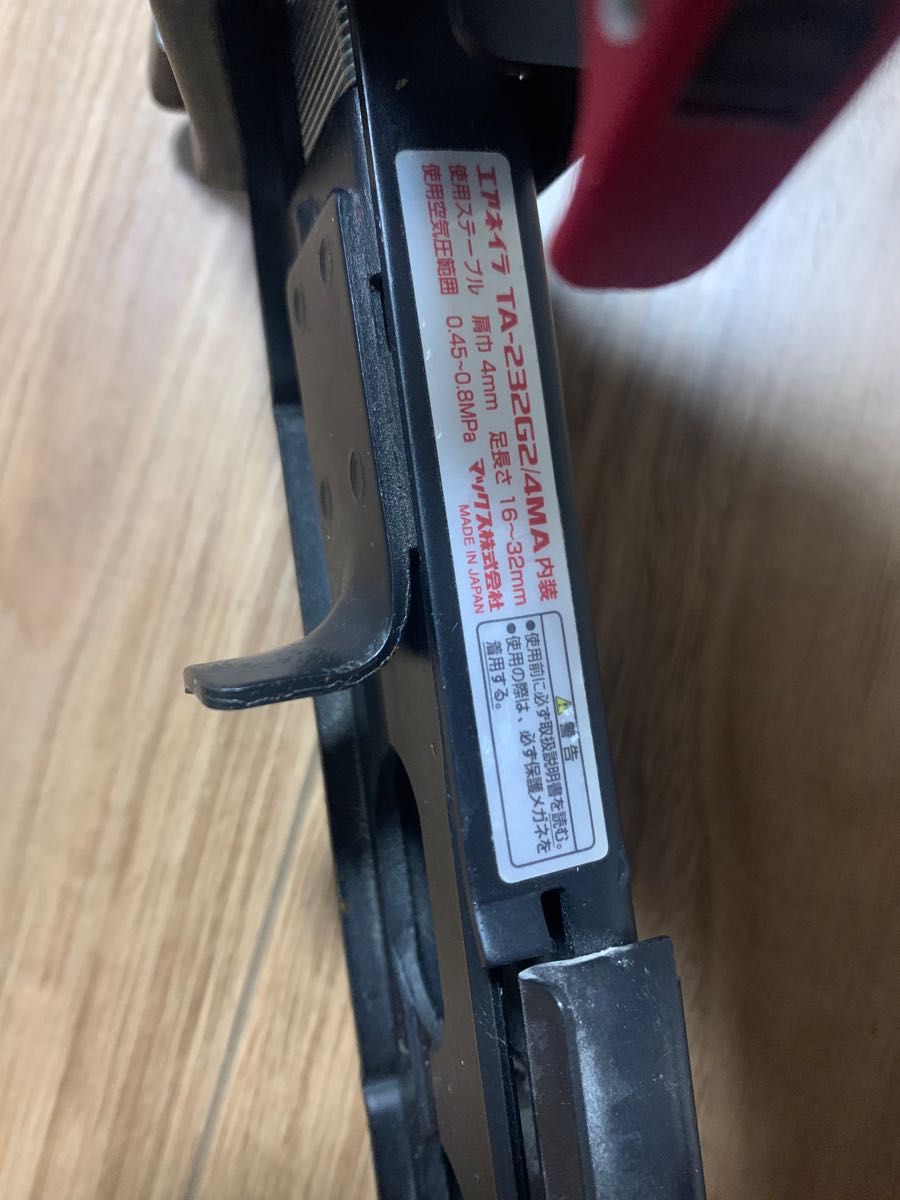 エアネイラ TA-232G2/4MA 内装
使用ステープル 肩巾 4mm 足長さ 16～32mm
使用空気圧範囲 0.45~0.8MPa マックス株式会社
MADE IN JAPAN
警告
●使用前に必ず取扱説明書を読む。
●使用の際は、必ず保護メガネを
着用する。